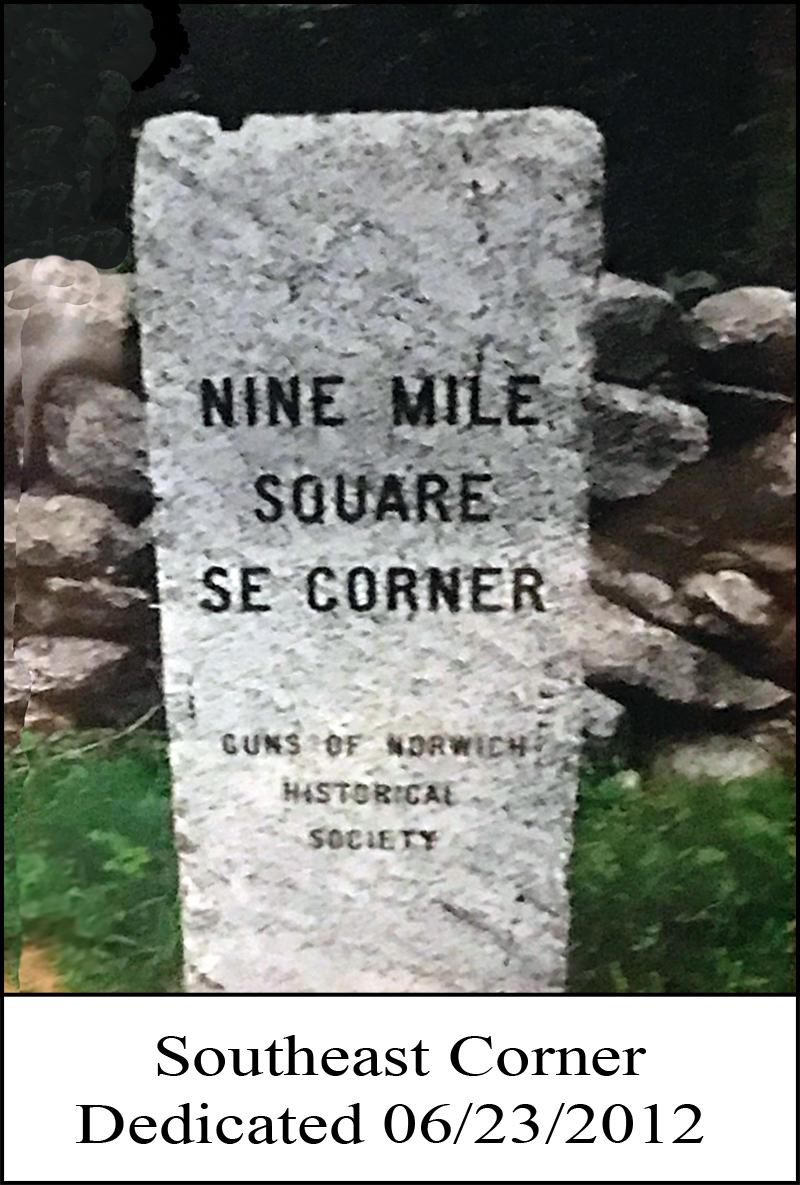 NINE MILE
SQUARE
SE CORNER
GUNS OF NORWICH
HISTORICAL
SOCIETY
Southeast Corner
Dedicated 06/23/2012